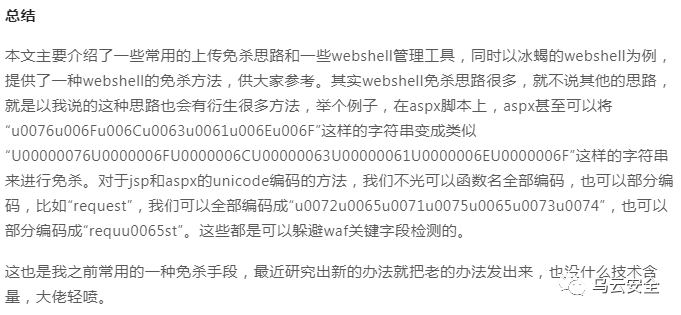 总结
本文主要介绍了一些常用的上传免杀思路和一些webshell管理工具，同时以冰蝎的webshell为例，
提供了一种webshell的免杀方法，供大家参考。其实webshell免杀思路很多，就不说其他的思路，
就是以我说的这种思路也会有衍生很多方法，举个例子，在aspx脚本上，aspx甚至可以将
“u0076u006Fu006Cu0063u0061u006Eu006F”这样的字符串变成类似
“U00000076U0000006FU0000006CU00000063U00000061U0000006EU0000006F”这样的字符串
来进行免杀。对于jsp和aspx的unicode编码的方法，我们不光可以函数名全部编码，也可以部分编
码，比如“request”，我们可以全部编码成“u0072u0065u0071u0075u0065u0073u0074”，也可以
部分编码成“requu0065st”。这些都是可以躲避waf关键字段检测的。
这也是我之前常用的一种免杀手段，最近研究出新的办法就把老的办法发出来，也没什么技术含
量，大佬轻喷。
乌云安全